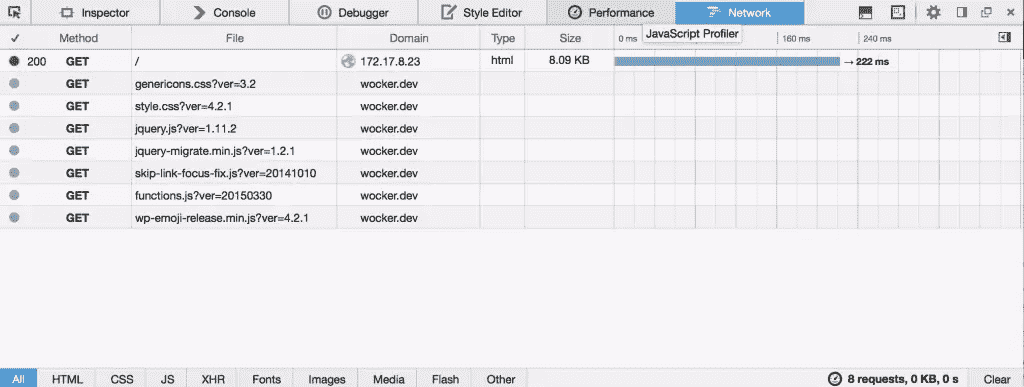 Inspector Console Debugger Style Editor Performance Network
JavaScript Profiler
✓ Method File Domain Type Size 0 ms 160 ms 240 ms
200 GET / 172.17.8.23 html 8.09 KB → 222 ms
GET genericons.css?ver=3.2 wocker.dev
GET style.css?ver=4.2.1 wocker.dev
GET jquery.js?ver=1.11.2 wocker.dev
GET jquery-migrate.min.js?ver=1.2.1 wocker.dev
GET skip-link-focus-fix.js?ver=20141010 wocker.dev
GET functions.js?ver=20150330 wocker.dev
GET wp-emoji-release.min.js?ver=4.2.1 wocker.dev
All HTML CSS JS XHR Fonts Images Media Flash Other 8 requests, 0 KB, 0 s Clear